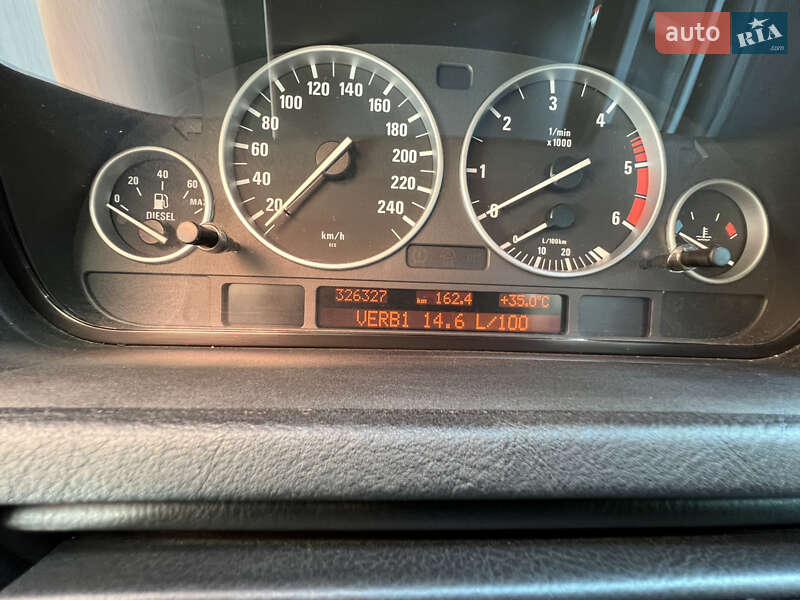 auto RIA .com
0 20 40 60 MAX
DIESEL
20 40 60 80 100 120 140 160 180 200 220 240
km/h
0 1 2 3 4 5 6
1/min
x1000
0 10 20
L/100km
326327 km 162.4 +35.0°C
VERB1 14.6 L/100